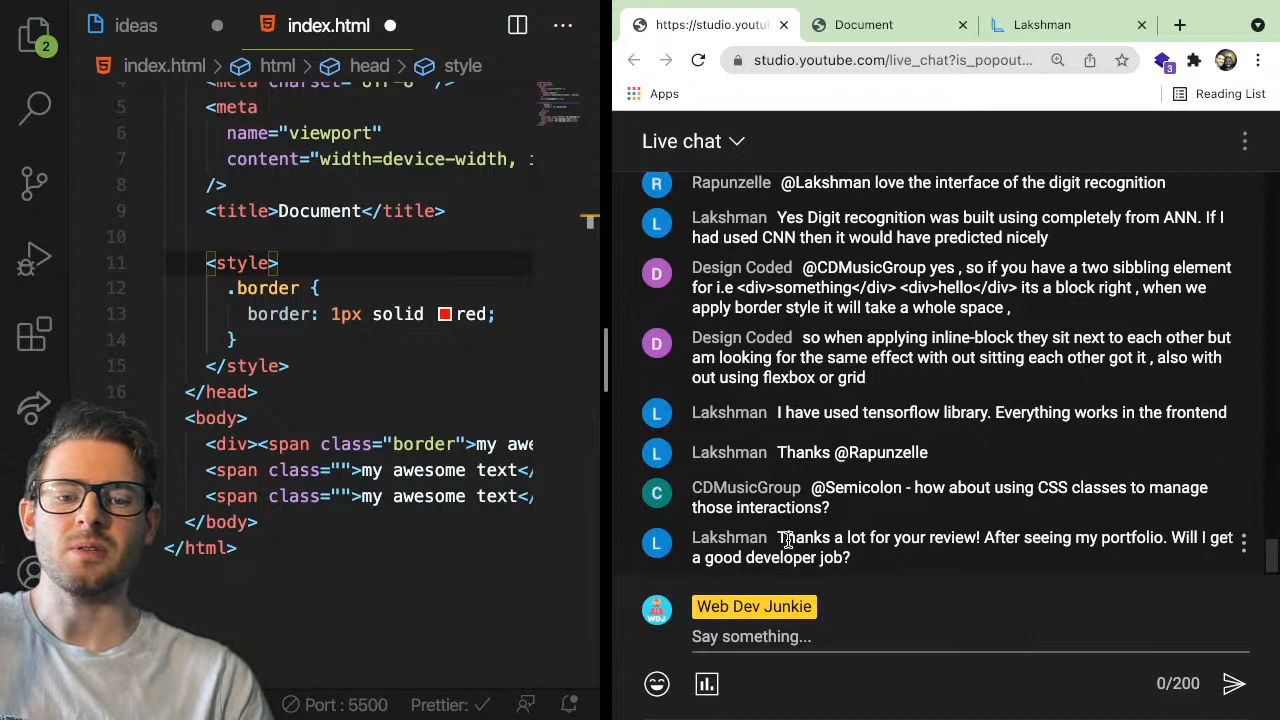 2
ideas
index.html
index.html
html
head
style
5 <meta
6 name="viewport"
7 content="width=device-width, i
8 />
9 <title>Document</title>
10
11 <style>
12 .border {
13 border: 1px solid red;
14 }
15 </style>
16 </head>
<body>
<div><span class="border">my awe
<span class="">my awesome text</
<span class="">my awesome text</
</body>
</html>
Port : 5500
Prettier:
https://studio.youtu
Document
Lakshman
studio.youtube.com/live_chat?is_popout...
3
Apps
Reading List
Live chat
R Rapunzelle @Lakshman love the interface of the digit recognition
L Lakshman Yes Digit recognition was built using completely from ANN. If I
had used CNN then it would have predicted nicely
D Design Coded @CDMusicGroup yes , so if you have a two sibbling element
for i.e <div>something</div> <div>hello</div> its a block right , when we
apply border style it will take a whole space ,
D Design Coded so when applying inline-block they sit next to each other but
am looking for the same effect with out sitting each other got it , also with
out using flexbox or grid
L Lakshman I have used tensorflow library. Everything works in the frontend
L Lakshman Thanks @Rapunzelle
C CDMusicGroup @Semicolon - how about using CSS classes to manage
those interactions?
L Lakshman Thanks a lot for your review! After seeing my portfolio. Will I get
a good developer job?
WDJ
Web Dev Junkie
Say something...
0/200